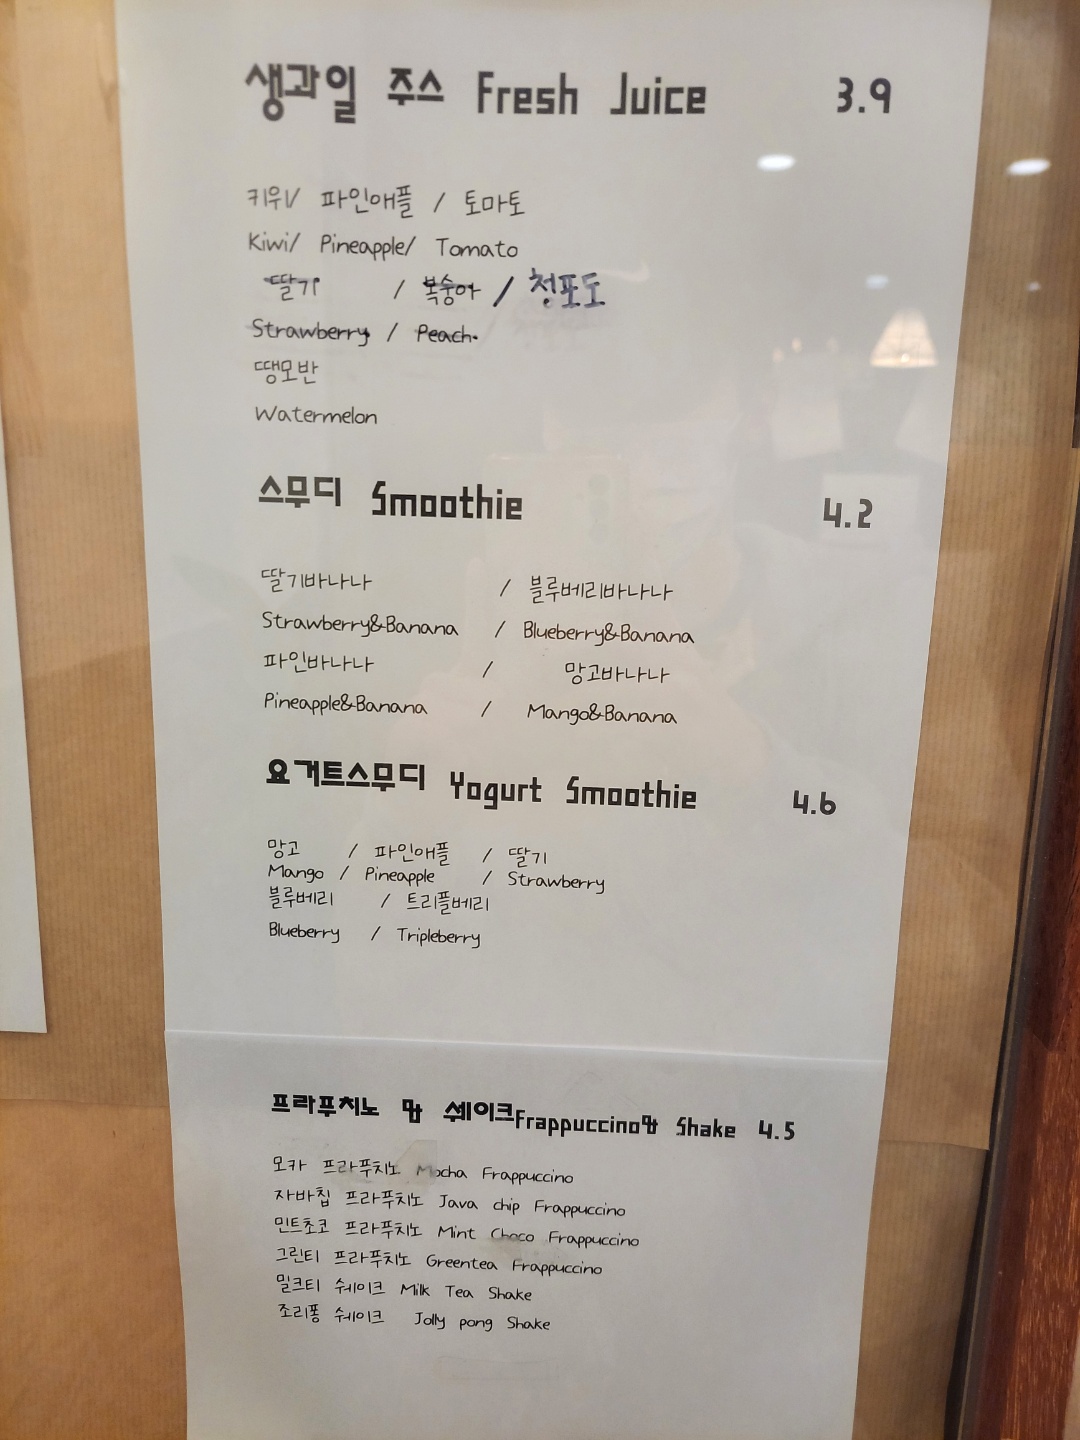 생과일 주스 Fresh Juice 3.9
키위/ 파인애플 / 토마토
Kiwi/ Pineapple/ Tomato
딸기 / 복숭아 / 청포도
Strawberry / Peach
땡모반
Watermelon
스무디 Smoothie 4.2
딸기바나나 / 블루베리바나나
Strawberry&Banana / Blueberry&Banana
파인바나나 / 망고바나나
Pineapple&Banana / Mango&Banana
요거트스무디 Yogurt Smoothie 4.6
망고 / 파인애플 / 딸기
Mango / Pineapple / Strawberry
블루베리 / 트리플베리
Blueberry / Tripleberry
프라푸치노 및 쉐이크Frappuccino및 Shake 4.5
모카 프라푸치노 Mocha Frappuccino
자바칩 프라푸치노 Java chip Frappuccino
민트초코 프라푸치노 Mint Choco Frappuccino
그린티 프라푸치노 Greentea Frappuccino
밀크티 쉐이크 Milk Tea Shake
조리퐁 쉐이크 Jolly pong Shake